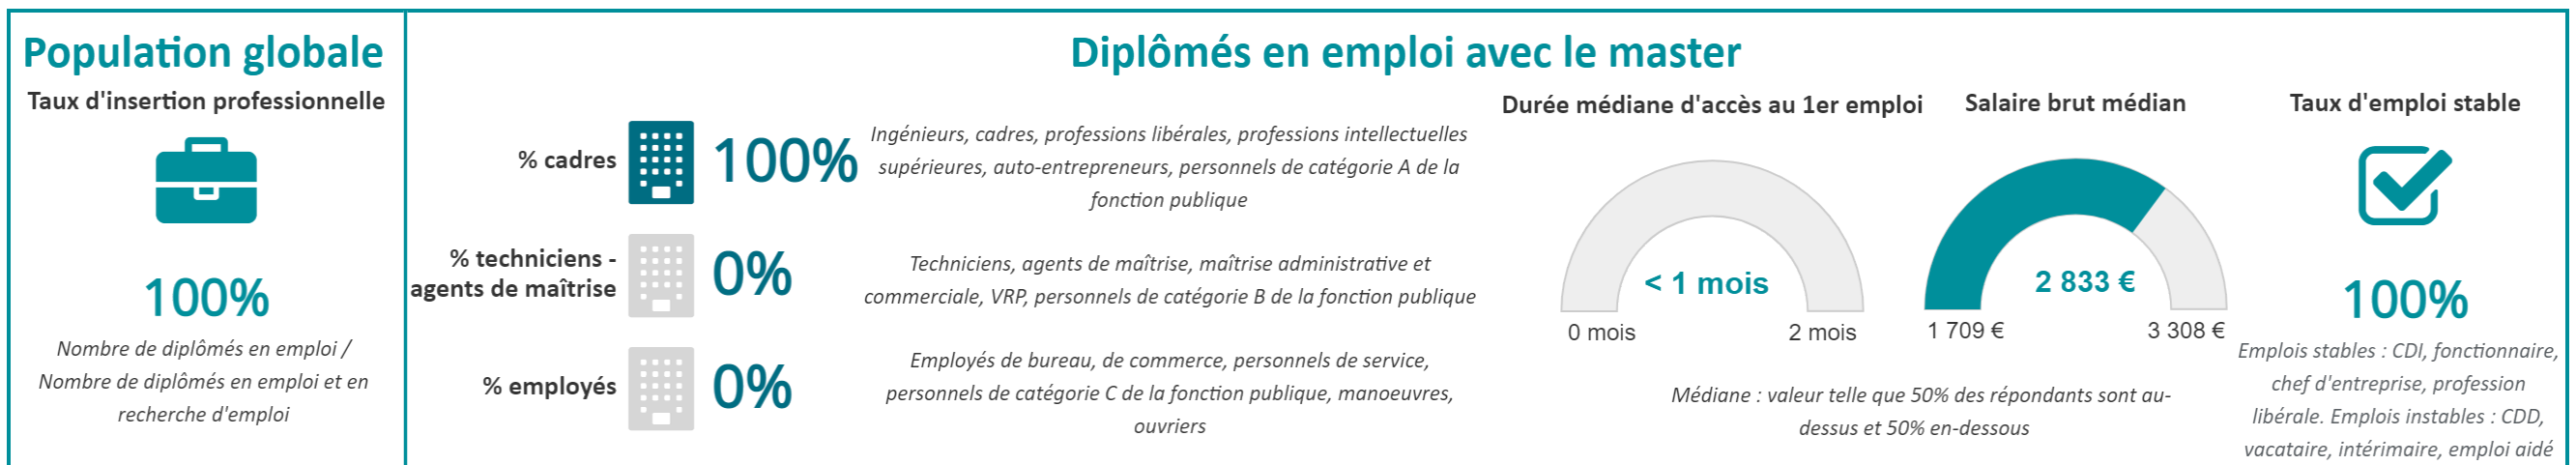 Population globale
Taux d'insertion professionnelle
100%
Nombre de diplômés en emploi /
Nombre de diplômés en emploi et en
recherche d'emploi
Diplômés en emploi avec le master
% cadres
100%
Ingénieurs, cadres, professions libérales, professions intellectuelles
supérieures, auto-entrepreneurs, personnels de catégorie A de la
fonction publique
% techniciens -
agents de maîtrise
0%
Techniciens, agents de maîtrise, maîtrise administrative et
commerciale, VRP, personnels de catégorie B de la fonction publique
% employés
0%
Employés de bureau, de commerce, personnels de service,
personnels de catégorie C de la fonction publique, manoeuvres,
ouvriers
Durée médiane d'accès au 1er emploi
< 1 mois
0 mois
2 mois
Salaire brut médian
2 833 €
1 709 €
3 308 €
Médiane : valeur telle que 50% des répondants sont au-
dessus et 50% en-dessous
Taux d'emploi stable
100%
Emplois stables : CDI, fonctionnaire,
chef d'entreprise, profession
libérale. Emplois instables : CDD,
vacataire, intérimaire, emploi aidé